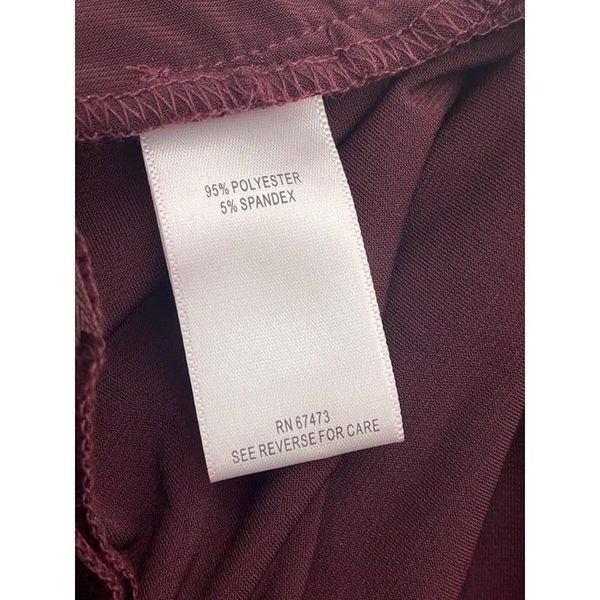 95% POLYESTER
5% SPANDEX
RN 67473
SEE REVERSE FOR CARE